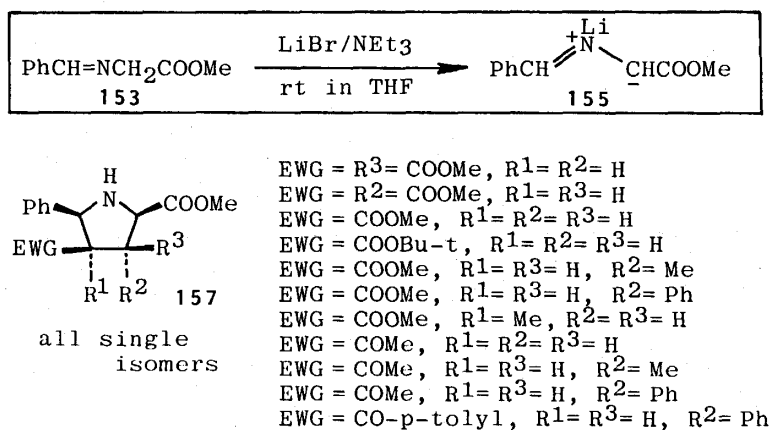 PhCH=NCH2COOMe
153
LiBr/NEt3
rt in THF
Li
+N
PhCH
CHCOOMe
-
155
H
N
Ph
COOMe
EWG
R3
R1 R2 157
all single
isomers
EWG = R3= COOMe, R1= R2= H
EWG = R2= COOMe, R1= R3= H
EWG = COOMe, R1= R2= R3= H
EWG = COOBu-t, R1= R2= R3= H
EWG = COOMe, R1= R3= H, R2= Me
EWG = COOMe, R1= R3= H, R2= Ph
EWG = COOMe, R1= Me, R2= R3= H
EWG = COMe, R1= R2= R3= H
EWG = COMe, R1= R3= H, R2= Me
EWG = COMe, R1= R3= H, R2= Ph
EWG = CO-p-tolyl, R1= R3= H, R2= Ph